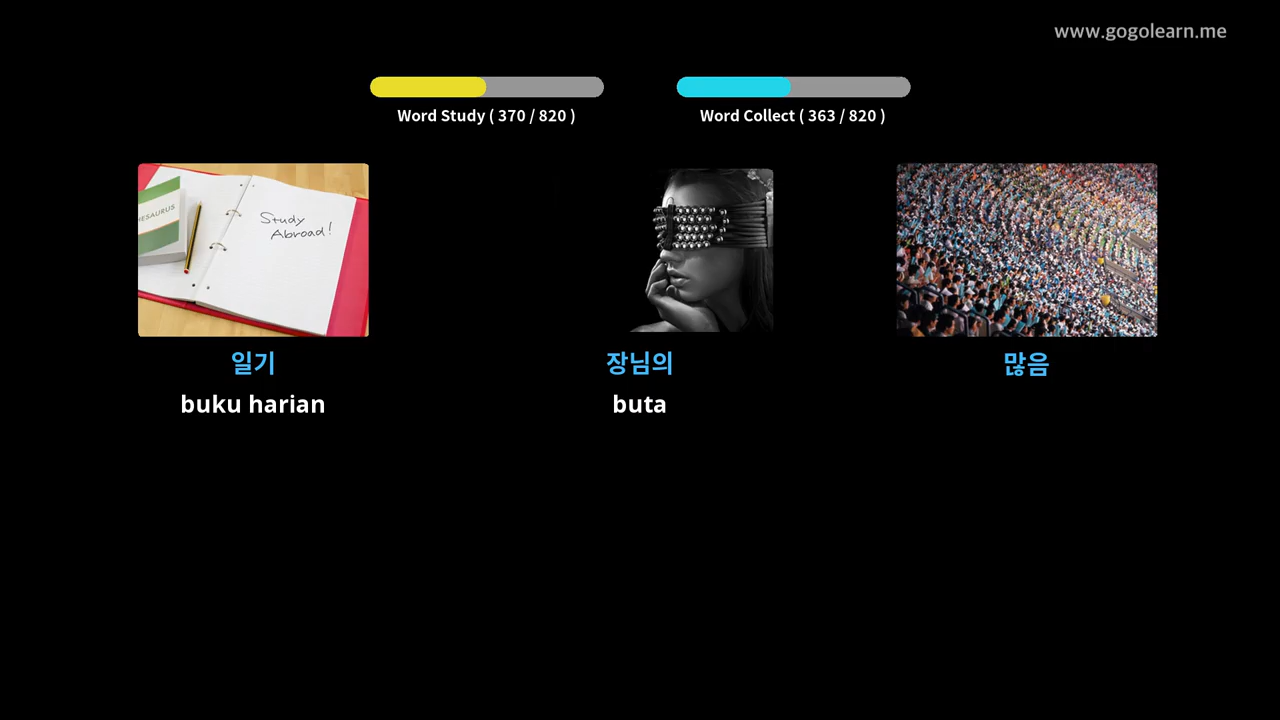 www.gogolearn.me
Word Study ( 370 / 820 )
Word Collect ( 363 / 820 )
HESAURUS
Study
Abroad!
일기
장님의
많음
buku harian
buta